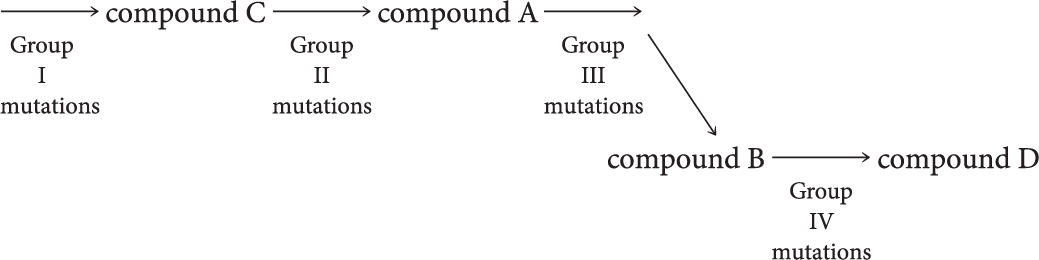 compound C compound A
Group Group Group
I II III
mutations mutations mutations
compound B compound D
Group
IV
mutations